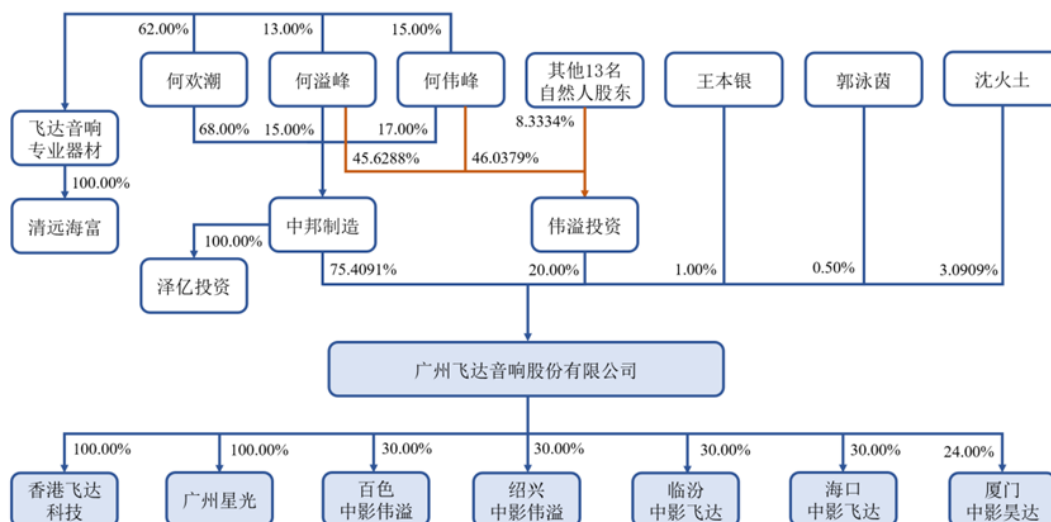 62.00%
13.00%
15.00%
何欢潮
何溢峰
何伟峰
其他13名
自然人股东
王本银
郭泳茵
沈火土
飞达音响
专业器材
68.00%
15.00%
17.00%
8.3334%
45.6288%
46.0379%
100.00%
清远海富
中邦制造
伟溢投资
100.00%
泽亿投资
75.4091%
20.00%
1.00%
0.50%
3.0909%
广州飞达音响股份有限公司
100.00%
100.00%
30.00%
30.00%
30.00%
30.00%
24.00%
香港飞达
科技
广州星光
百色
中影伟溢
绍兴
中影伟溢
临汾
中影飞达
海口
中影飞达
厦门
中影昊达